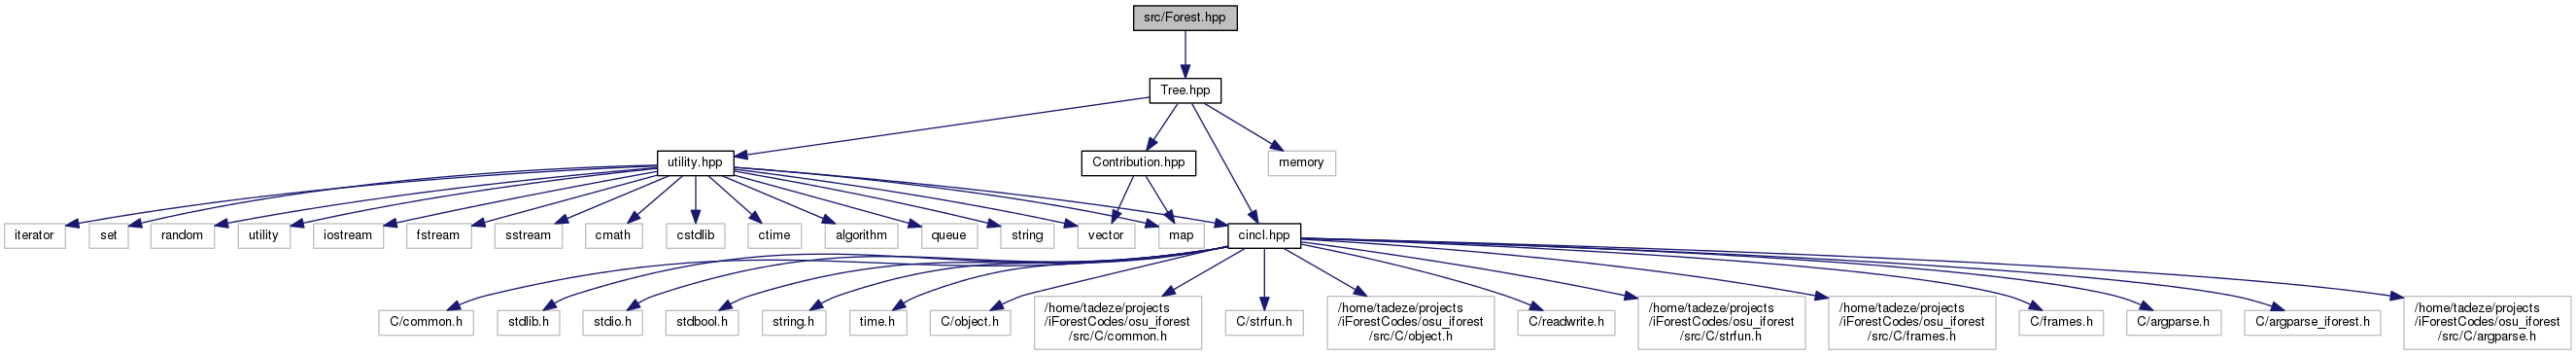 src/Forest.hpp
Tree.hpp
utility.hpp
Contribution.hpp
memory
iterator
set
random
utility
iostream
fstream
sstream
cmath
cstdlib
ctime
algorithm
queue
string
vector
map
cincl.hpp
C/common.h
stdlib.h
stdio.h
stdbool.h
string.h
time.h
C/object.h
/home/tadeze/projects
/iForestCodes/osu_iforest
/src/C/common.h
C/strfun.h
/home/tadeze/projects
/iForestCodes/osu_iforest
/src/C/object.h
C/readwrite.h
/home/tadeze/projects
/iForestCodes/osu_iforest
/src/C/strfun.h
/home/tadeze/projects
/iForestCodes/osu_iforest
/src/C/frames.h
C/frames.h
C/argparse.h
C/argparse_iforest.h
/home/tadeze/projects
/iForestCodes/osu_iforest
/src/C/argparse.h